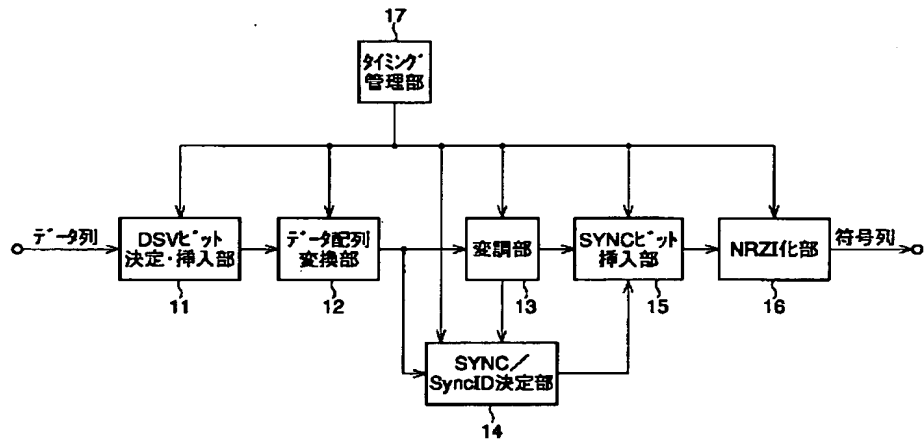 17
タイミング
管理部
データ列
DSVビット
決定・挿入部
11
データ配列
変換部
12
変調部
13
SYNCビット
挿入部
15
NRZI化部
16
符号列
SYNC／
SyncID決定部
14